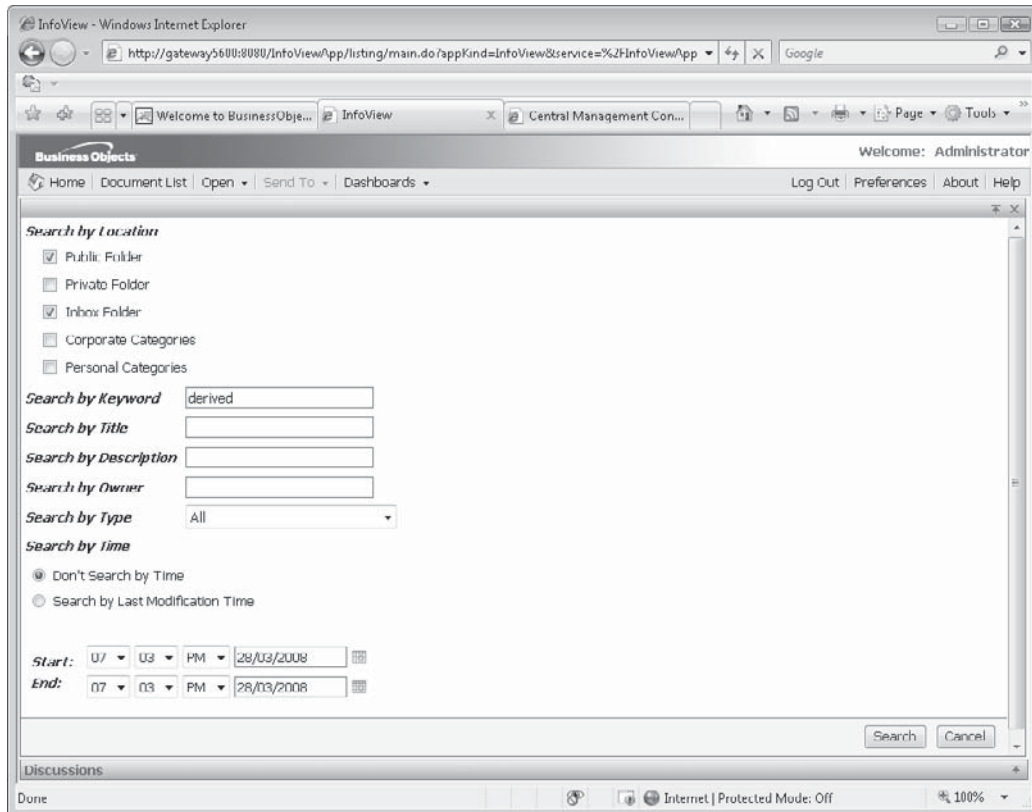 InfoView - Windows Internet Explorer
http://gateway5600:8080/InfoViewApp/listing/main.do?appKind=InfoView&service=%2FInfoViewApp
Google
Welcome to BusinessObje... InfoView Central Management Con... Page Tools
Business Objects Welcome: Administrator
Home Document List Open Send To Dashboards Log Out Preferences About Help
Search by Location
Public Folder
Private Folder
Inbox Folder
Corporate Categories
Personal Categories
Search by Keyword derived
Search by Title
Search by Description
Search by Owner
Search by Type All
Search by Time
Don't Search by Time
Search by Last Modification Time
Start: 07 03 PM 28/03/2008
End: 07 03 PM 28/03/2008
Search Cancel
Discussions
Done Internet | Protected Mode: Off 100%